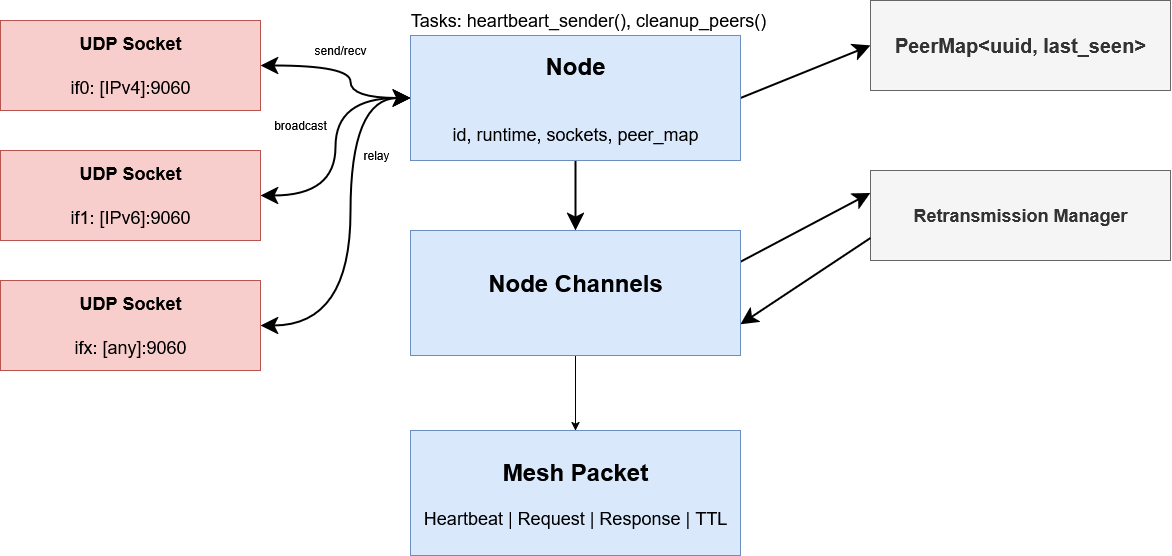 Tasks: heartbeart_sender(), cleanup_peers()
UDP Socket
if0: [IPv4]:9060
send/recv
Node
id, runtime, sockets, peer_map
PeerMap<uuid, last_seen>
broadcast
relay
UDP Socket
if1: [IPv6]:9060
Retransmission Manager
Node Channels
UDP Socket
ifx: [any]:9060
Mesh Packet
Heartbeat | Request | Response | TTL